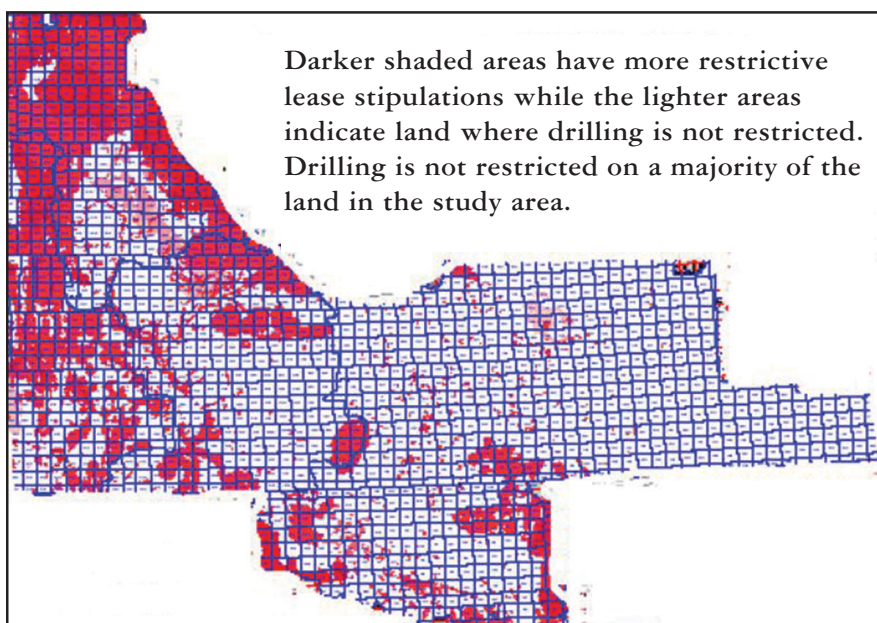 Darker shaded areas have more restrictive
lease stipulations while the lighter areas
indicate land where drilling is not restricted.
Drilling is not restricted on a majority of the
land in the study area.